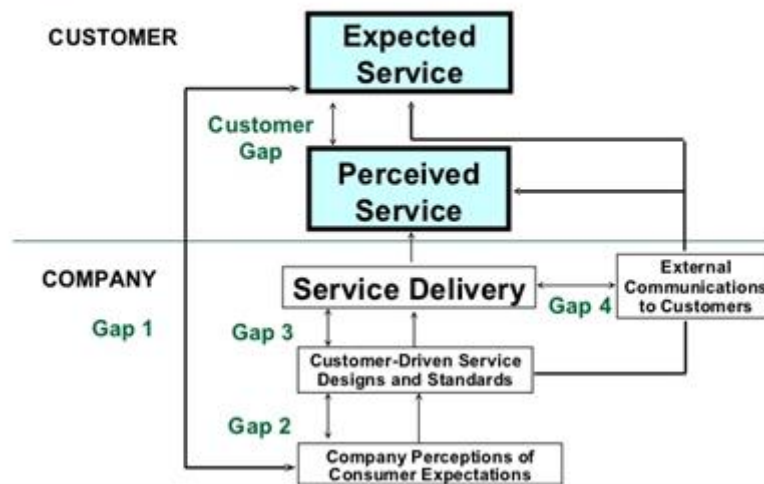 CUSTOMER
Expected
Service
Customer
Gap
Perceived
Service
COMPANY
Gap 1
Service Delivery
Gap 4
External
Communications
to Customers
Gap 3
Customer-Driven Service
Designs and Standards
Gap 2
Company Perceptions of
Consumer Expectations